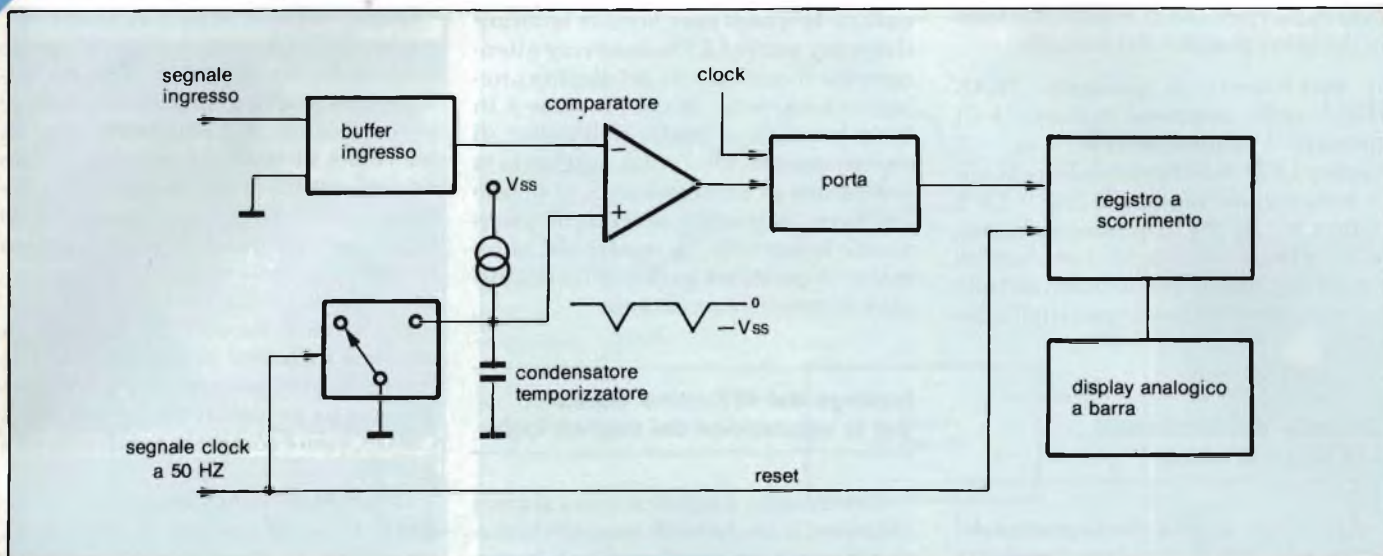 segnale
ingresso
buffer
ingresso
comparatore
clock
−
+
Vss
porta
registro a
scorrimento
0
−Vss
condensatore
temporizzatore
display analogico
a barra
segnale clock
a 50 HZ
reset